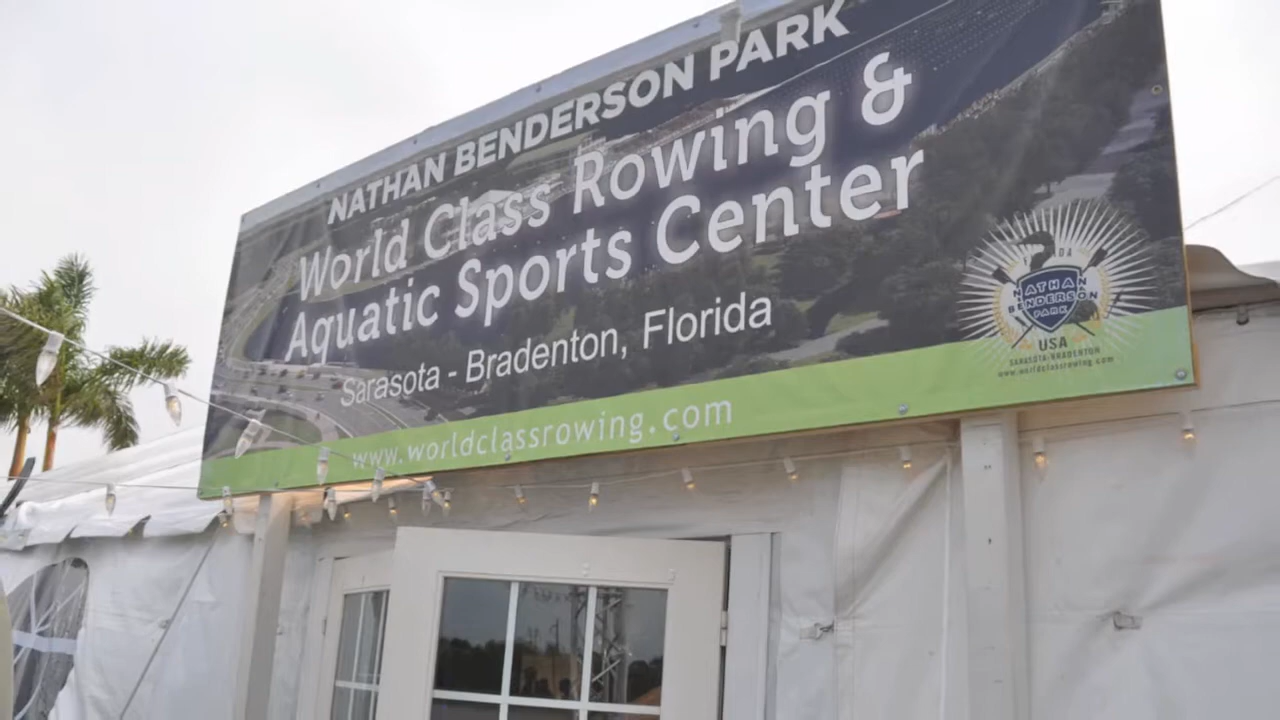 NATHAN BENDERSON PARK
World Class Rowing &
Aquatic Sports Center
Sarasota - Bradenton, Florida
www.worldclassrowing.com
NATHAN
BENDERSON
PARK
USA
SARASOTA-BRADENTON
www.worldclassrowing.com